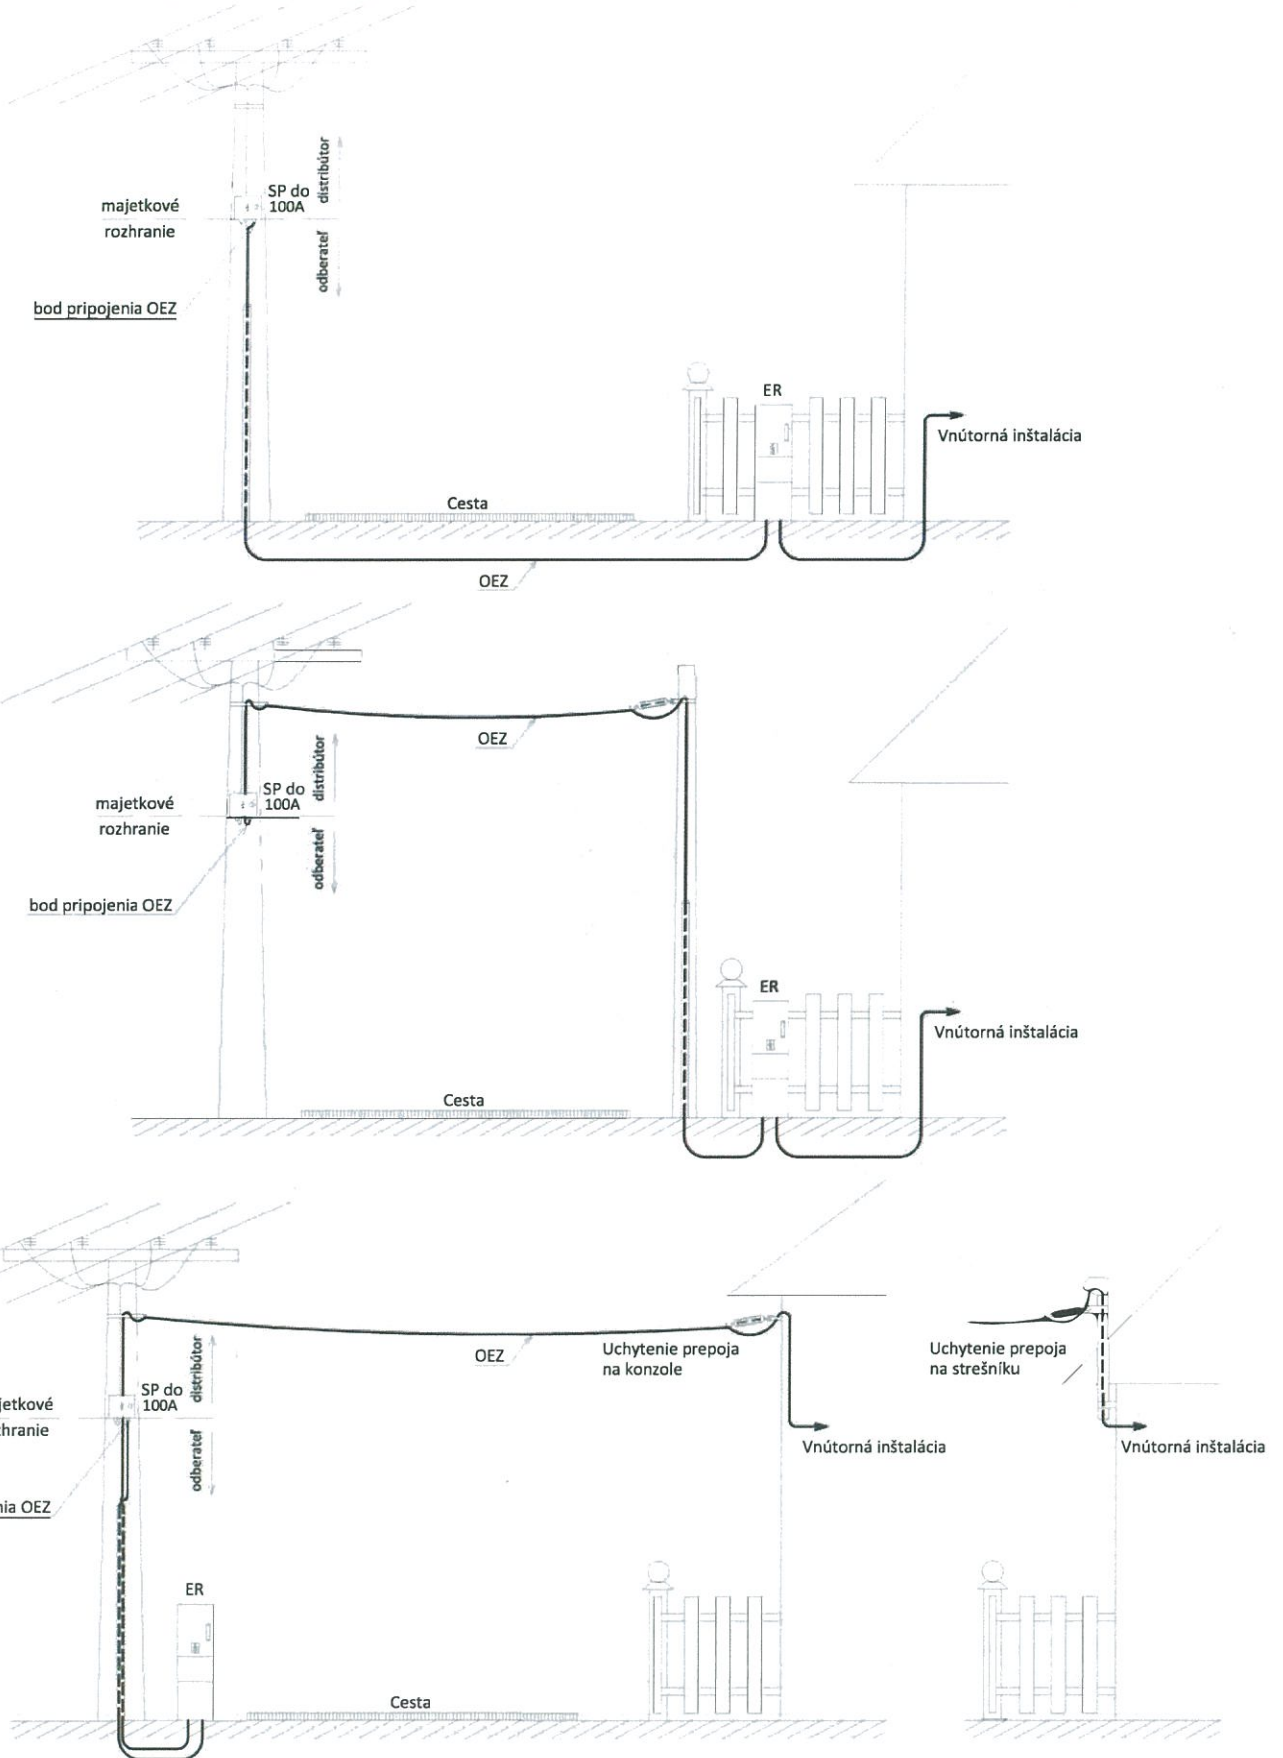 distribútor
SP do
100A
majetkové
rozhranie
odberateľ
bod pripojenia OEZ
ER
Vnútorná inštalácia
Cesta
OEZ
OEZ
distribútor
SP do
100A
majetkové
rozhranie
odberateľ
bod pripojenia OEZ
ER
Vnútorná inštalácia
Cesta
OEZ
Uchytenie prepoja
na konzole
Uchytenie prepoja
na strešníku
distribútor
SP do
100A
jetkové
hranie
odberateľ
Vnútorná inštalácia
Vnútorná inštalácia
nia OEZ
ER
Cesta